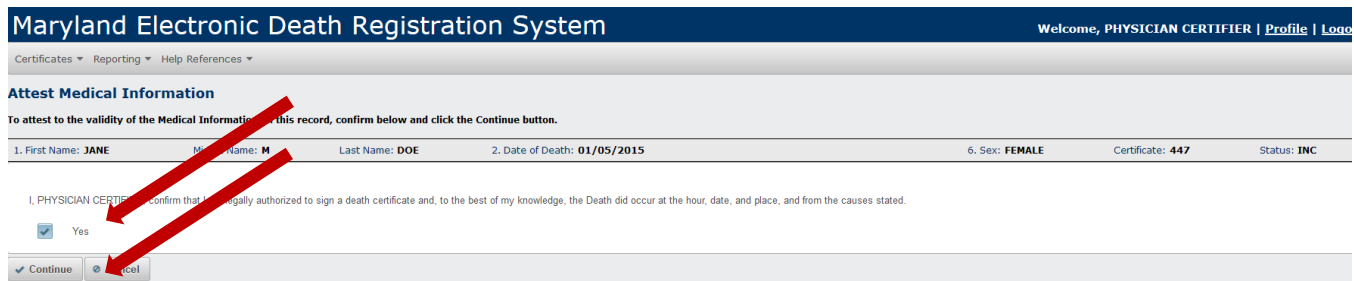 Maryland Electronic Death Registration System Welcome, PHYSICIAN CERTIFIER | Profile | Logo
Certificates Reporting Help References
Attest Medical Information
To attest to the validity of the Medical Information this record, confirm below and click the Continue button.
1. First Name: JANE Name: M Last Name: DOE 2. Date of Death: 01/05/2015 6. Sex: FEMALE Certificate: 447 Status: INC
I, PHYSICIAN confirm that I legally authorized to sign a death certificate and, to the best of my knowledge, the Death did occur at the hour, date, and place, and from the causes stated.
Yes
Continue